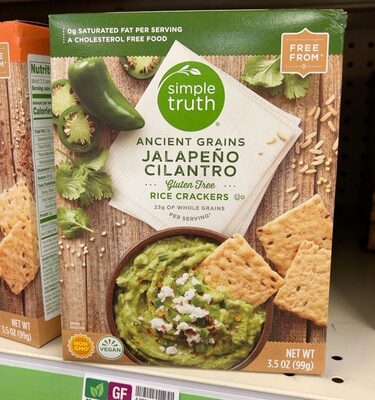 0g SATURATED FAT PER SERVING
A CHOLESTEROL FREE FOOD
FREE
FROM*
simple
truth®
ANCIENT GRAINS
JALAPEÑO
CILANTRO
Gluten Free
RICE CRACKERS
23g OF WHOLE GRAINS
PER SERVING
NON
GMO
VEGAN
NET WT
3.5 OZ (99g)
Nutrition
Calories
NET WT
3.5 OZ (99g)
GF